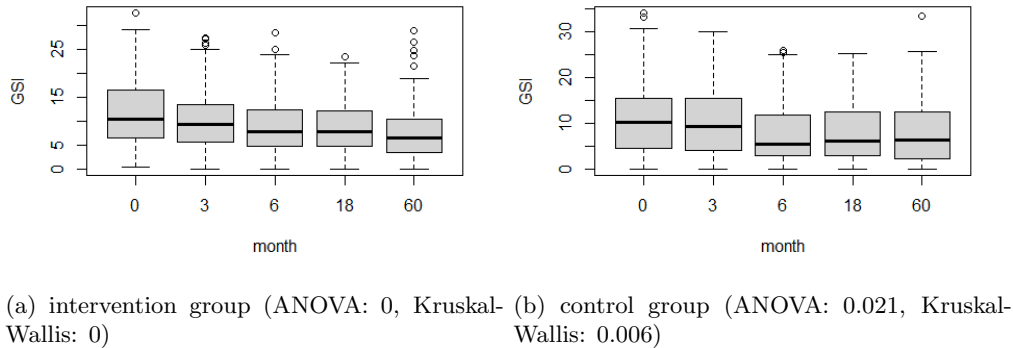 GSI
25
15
5
0
0
3
6
18
60
month
GSI
30
20
10
0
0
3
6
18
60
month
(a) intervention group (ANOVA: 0, Kruskal-
Wallis: 0)
(b) control group (ANOVA: 0.021, Kruskal-
Wallis: 0.006)